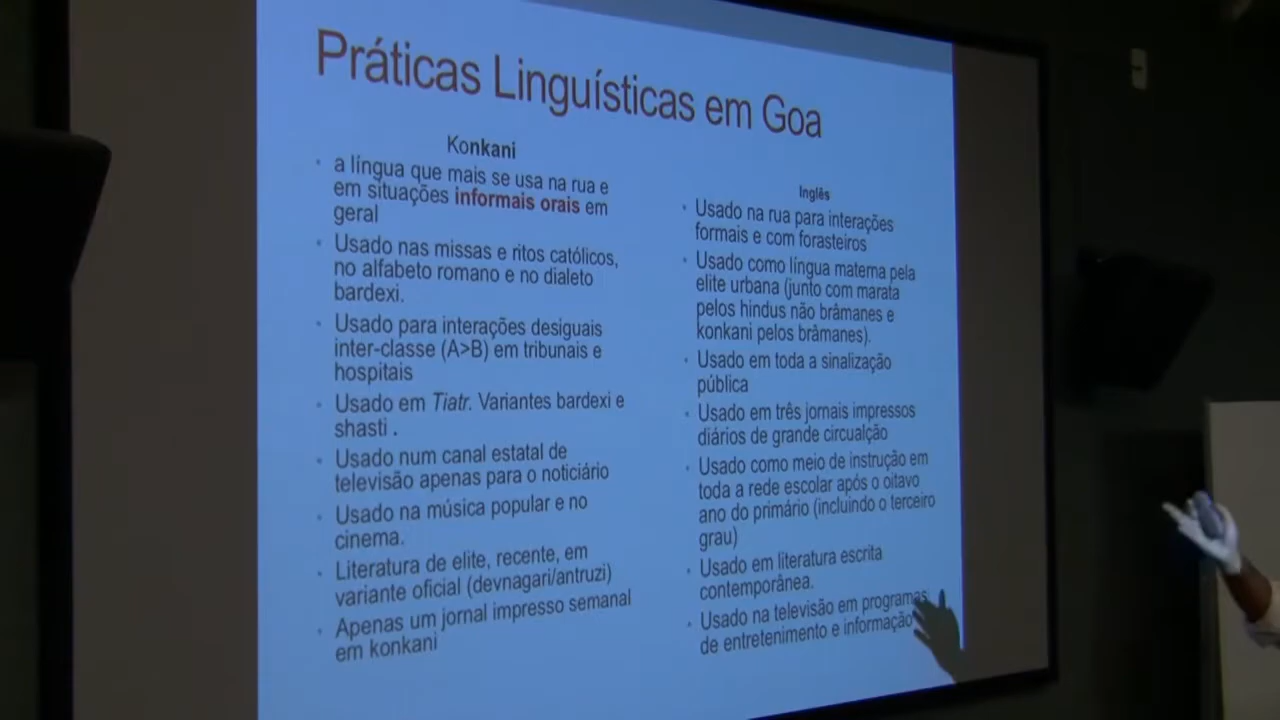 Práticas Linguísticas em Goa
Konkani
• a língua que mais se usa na rua e
em situações informais orais em
geral
• Usado nas missas e ritos católicos,
no alfabeto romano e no dialeto
bardexi.
• Usado para interações desiguais
inter-classe (A>B) em tribunais e
hospitais
• Usado em Tiatr. Variantes bardexi e
shasti .
• Usado num canal estatal de
televisão apenas para o noticiário
• Usado na música popular e no
cinema.
• Literatura de elite, recente, em
variante oficial (devnagari/antruzi)
• Apenas um jornal impresso semanal
em konkani
Inglês
• Usado na rua para interações
formais e com forasteiros
• Usado como língua materna pela
elite urbana (junto com marata
pelos hindus não brâmanes e
konkani pelos brâmanes).
• Usado em toda a sinalização
pública
• Usado em três jornais impressos
diários de grande circualção
• Usado como meio de instrução em
toda a rede escolar após o oitavo
ano do primário (incluindo o terceiro
grau)
• Usado em literatura escrita
contemporânea.
• Usado na televisão em programas
de entretenimento e informação